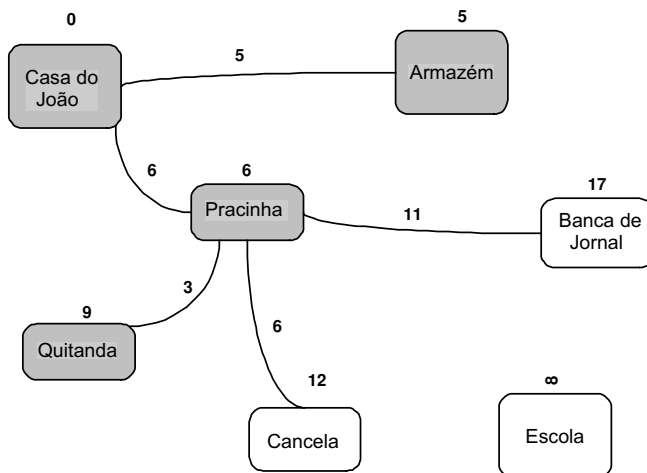 0
Casa do
João
5
5
Armazém
6
6
Pracinha
11
17
Banca de
Jornal
3
9
Quitanda
6
12
Cancela
∞
Escola